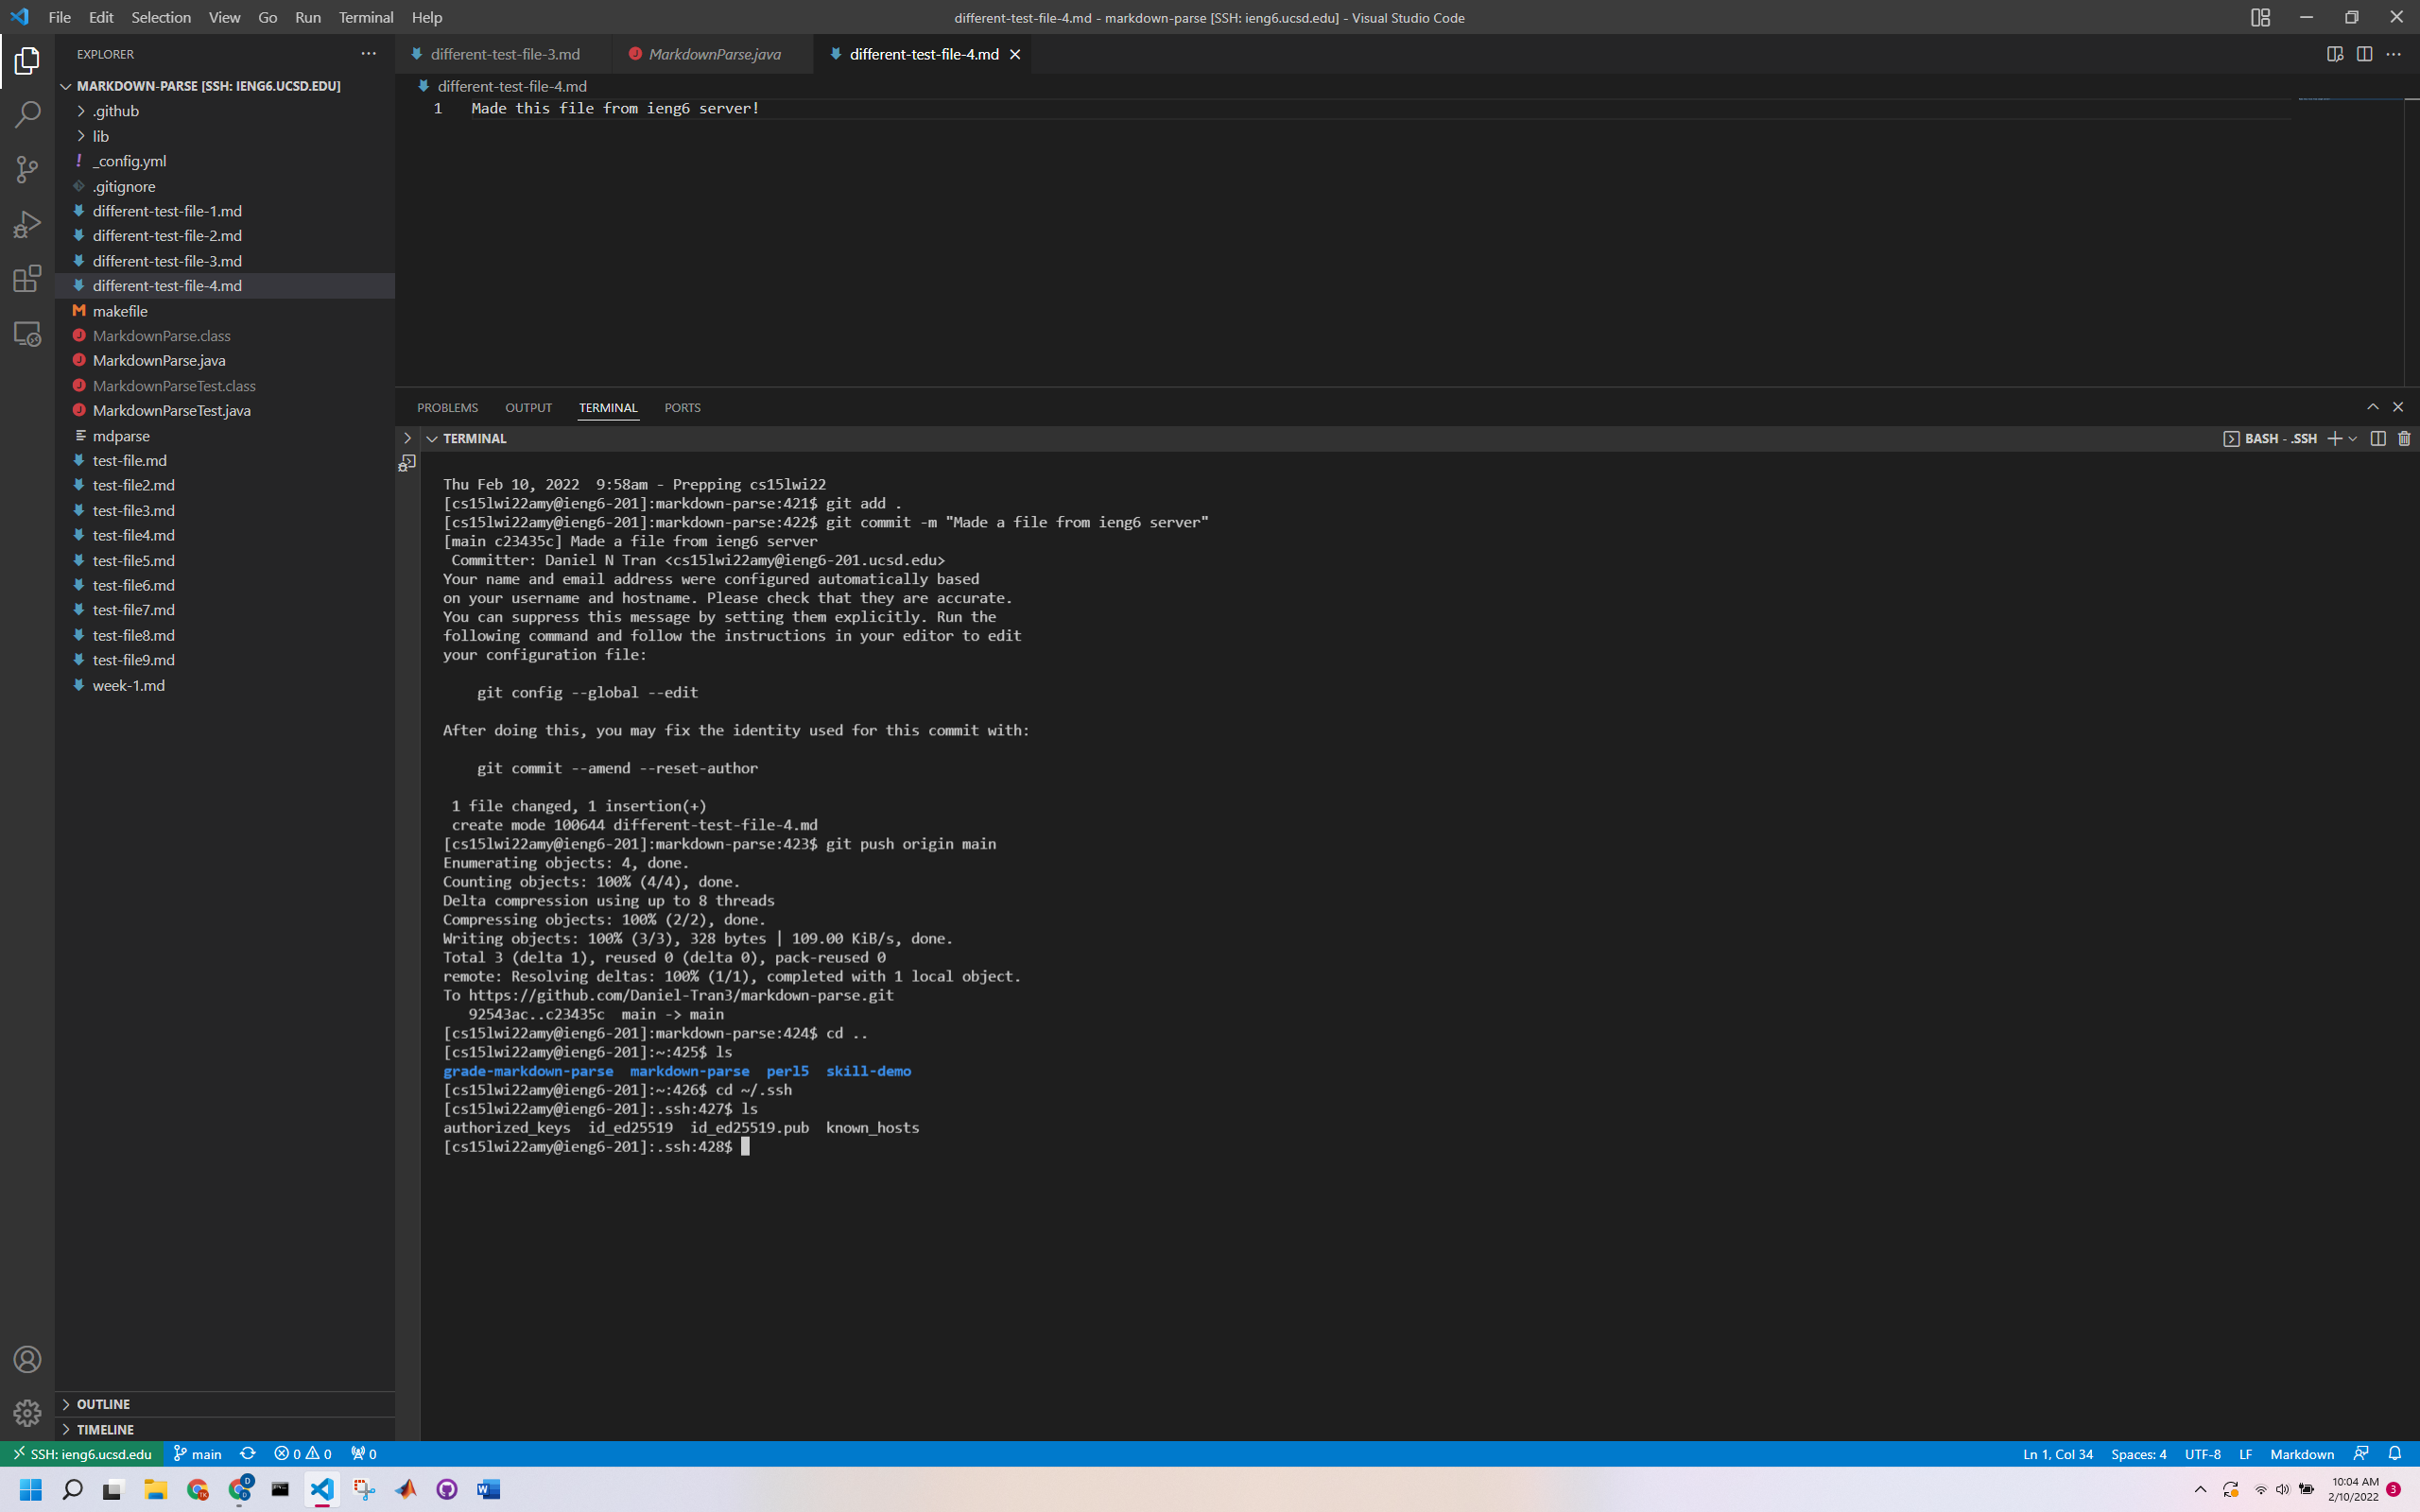 File Edit Selection View Go Run Terminal Help
different-test-file-4.md - markdown-parse [SSH: ieng6.ucsd.edu] - Visual Studio Code
EXPLORER
MARKDOWN-PARSE [SSH: IENG6.UCSD.EDU]
.github
lib
! _config.yml
.gitignore
different-test-file-1.md
different-test-file-2.md
different-test-file-3.md
different-test-file-4.md
M makefile
J MarkdownParse.class
J MarkdownParse.java
J MarkdownParseTest.class
J MarkdownParseTest.java
mdparse
test-file.md
test-file2.md
test-file3.md
test-file4.md
test-file5.md
test-file6.md
test-file7.md
test-file8.md
test-file9.md
week-1.md
OUTLINE
TIMELINE
different-test-file-3.md J MarkdownParse.java different-test-file-4.md
different-test-file-4.md
1 Made this file from ieng6 server!
PROBLEMS OUTPUT TERMINAL PORTS
TERMINAL BASH - .SSH
Thu Feb 10, 2022  9:58am - Prepping cs15lwi22
[cs15lwi22amy@ieng6-201]:markdown-parse:421$ git add .
[cs15lwi22amy@ieng6-201]:markdown-parse:422$ git commit -m "Made a file from ieng6 server"
[main c23435c] Made a file from ieng6 server
 Committer: Daniel N Tran <cs15lwi22amy@ieng6-201.ucsd.edu>
Your name and email address were configured automatically based
on your username and hostname. Please check that they are accurate.
You can suppress this message by setting them explicitly. Run the
following command and follow the instructions in your editor to edit
your configuration file:
    git config --global --edit
After doing this, you may fix the identity used for this commit with:
    git commit --amend --reset-author
 1 file changed, 1 insertion(+)
 create mode 100644 different-test-file-4.md
[cs15lwi22amy@ieng6-201]:markdown-parse:423$ git push origin main
Enumerating objects: 4, done.
Counting objects: 100% (4/4), done.
Delta compression using up to 8 threads
Compressing objects: 100% (2/2), done.
Writing objects: 100% (3/3), 328 bytes | 109.00 KiB/s, done.
Total 3 (delta 1), reused 0 (delta 0), pack-reused 0
remote: Resolving deltas: 100% (1/1), completed with 1 local object.
To https://github.com/Daniel-Tran3/markdown-parse.git
   92543ac..c23435c  main -> main
[cs15lwi22amy@ieng6-201]:markdown-parse:424$ cd ..
[cs15lwi22amy@ieng6-201]:~:425$ ls
grade-markdown-parse  markdown-parse  perl5  skill-demo
[cs15lwi22amy@ieng6-201]:~:426$ cd ~/.ssh
[cs15lwi22amy@ieng6-201]:.ssh:427$ ls
authorized_keys  id_ed25519  id_ed25519.pub  known_hosts
[cs15lwi22amy@ieng6-201]:.ssh:428$
SSH: ieng6.ucsd.edu main 0 0 0 Ln 1, Col 34 Spaces: 4 UTF-8 LF Markdown
10:04 AM
2/10/2022 3